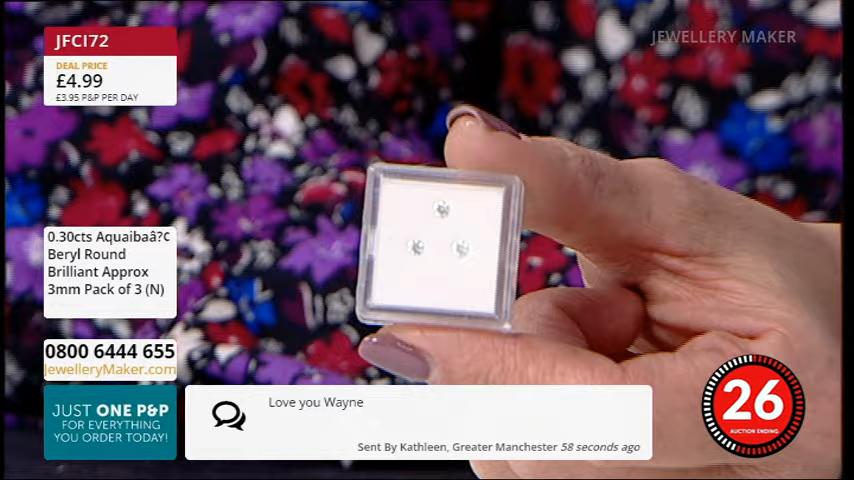 JFCI72
DEAL PRICE
£4.99
£3.95 P&P PER DAY
JEWELLERY MAKER
0.30cts Aquaibaâ?c
Beryl Round
Brilliant Approx
3mm Pack of 3 (N)
0800 6444 655
JewelleryMaker.com
JUST ONE P&P
FOR EVERYTHING
YOU ORDER TODAY!
Love you Wayne
Sent By Kathleen, Greater Manchester 58 seconds ago
26
AUCTION ENDING